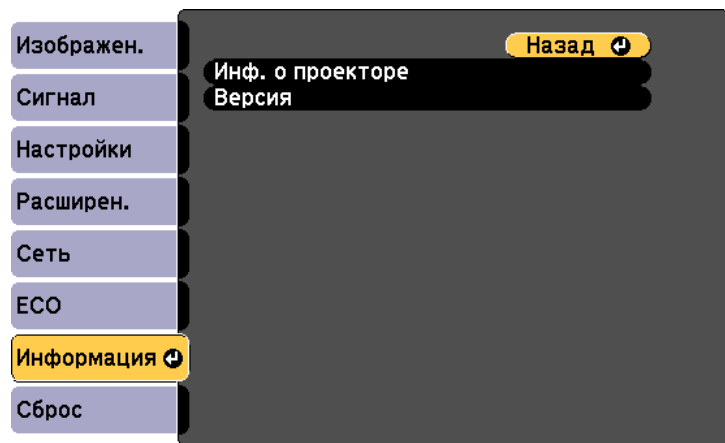 Изображен.
Сигнал
Настройки
Расширен.
Сеть
ECO
Информация
Сброс
Назад
Инф. о проекторе
Версия